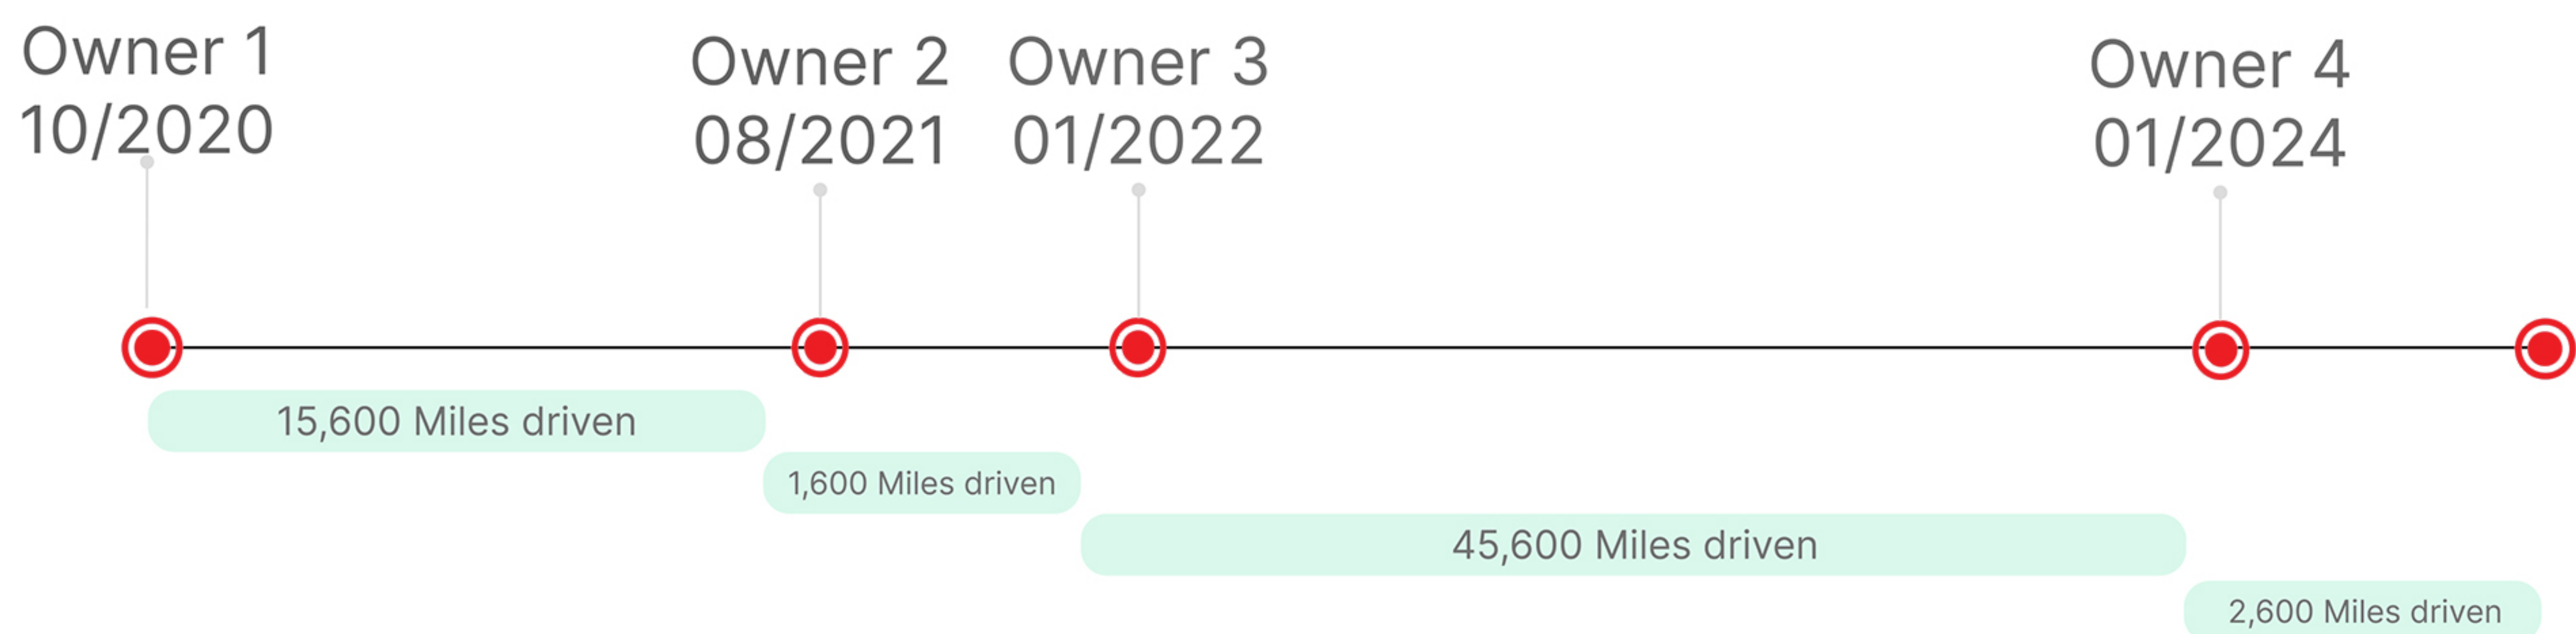 Owner 1
10/2020
Owner 2
08/2021
Owner 3
01/2022
Owner 4
01/2024
15,600 Miles driven
1,600 Miles driven
45,600 Miles driven
2,600 Miles driven